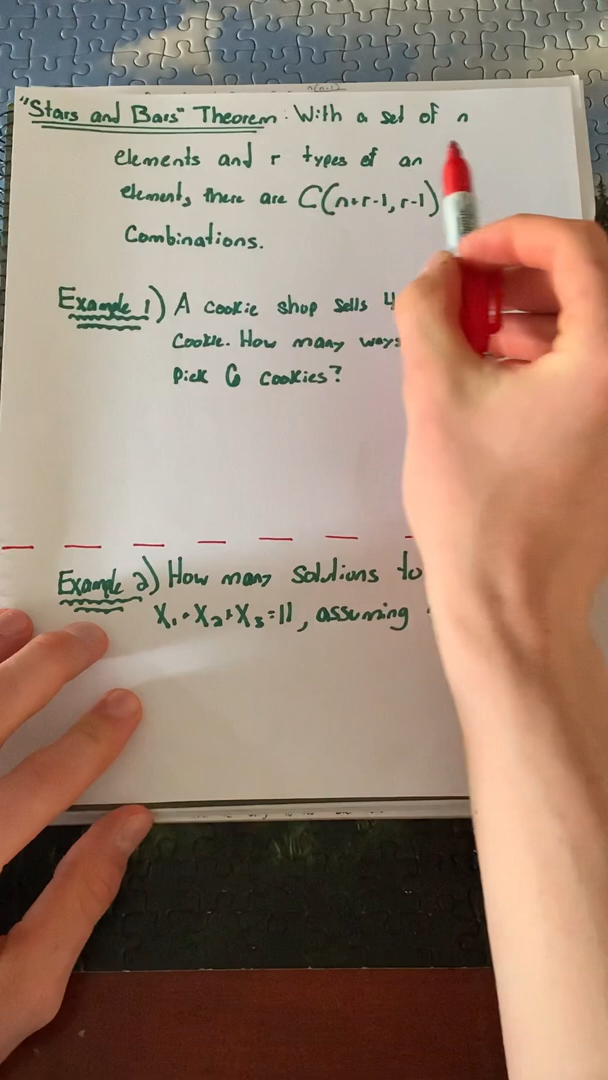 "Stars and Bars" Theorem: With a set of n
elements and r types of an
element, there are C(n+r-1, r-1)
Combinations.
Example 1) A cookie shop sells 4
Cookie. How many ways
Pick 6 cookies?
Example 2) How many solutions to
X₁+X₂+X₃=11, assuming